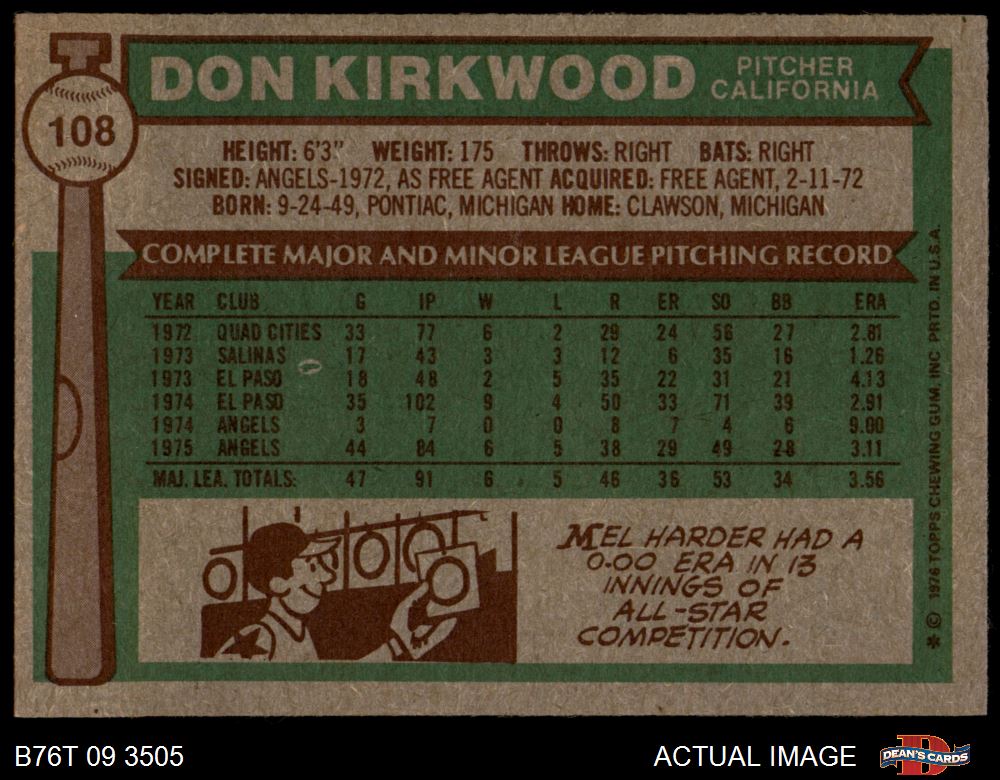 108
DON KIRKWOOD
PITCHER
CALIFORNIA
HEIGHT: 6'3" WEIGHT: 175 THROWS: RIGHT BATS: RIGHT
SIGNED: ANGELS-1972, AS FREE AGENT ACQUIRED: FREE AGENT, 2-11-72
BORN: 9-24-49, PONTIAC, MICHIGAN HOME: CLAWSON, MICHIGAN
COMPLETE MAJOR AND MINOR LEAGUE PITCHING RECORD
YEAR CLUB G IP W L R ER SO BB ERA
1972 QUAD CITIES 33 77 6 2 29 24 56 27 2.81
1973 SALINAS 17 43 3 3 12 6 35 16 1.26
1973 EL PASO 18 48 2 5 35 22 31 21 4.13
1974 EL PASO 35 102 9 4 50 33 71 39 2.91
1974 ANGELS 3 7 0 0 8 7 4 6 9.00
1975 ANGELS 44 84 6 5 38 29 49 28 3.11
MAJ. LEA. TOTALS: 47 91 6 5 46 36 53 34 3.56
MEL HARDER HAD A
0.00 ERA IN 13
INNINGS OF
ALL-STAR
COMPETITION.
* © 1976 TOPPS CHEWING GUM, INC PRTD. IN U.S.A.
B76T 09 3505
ACTUAL IMAGE
D
DEAN'S CARDS